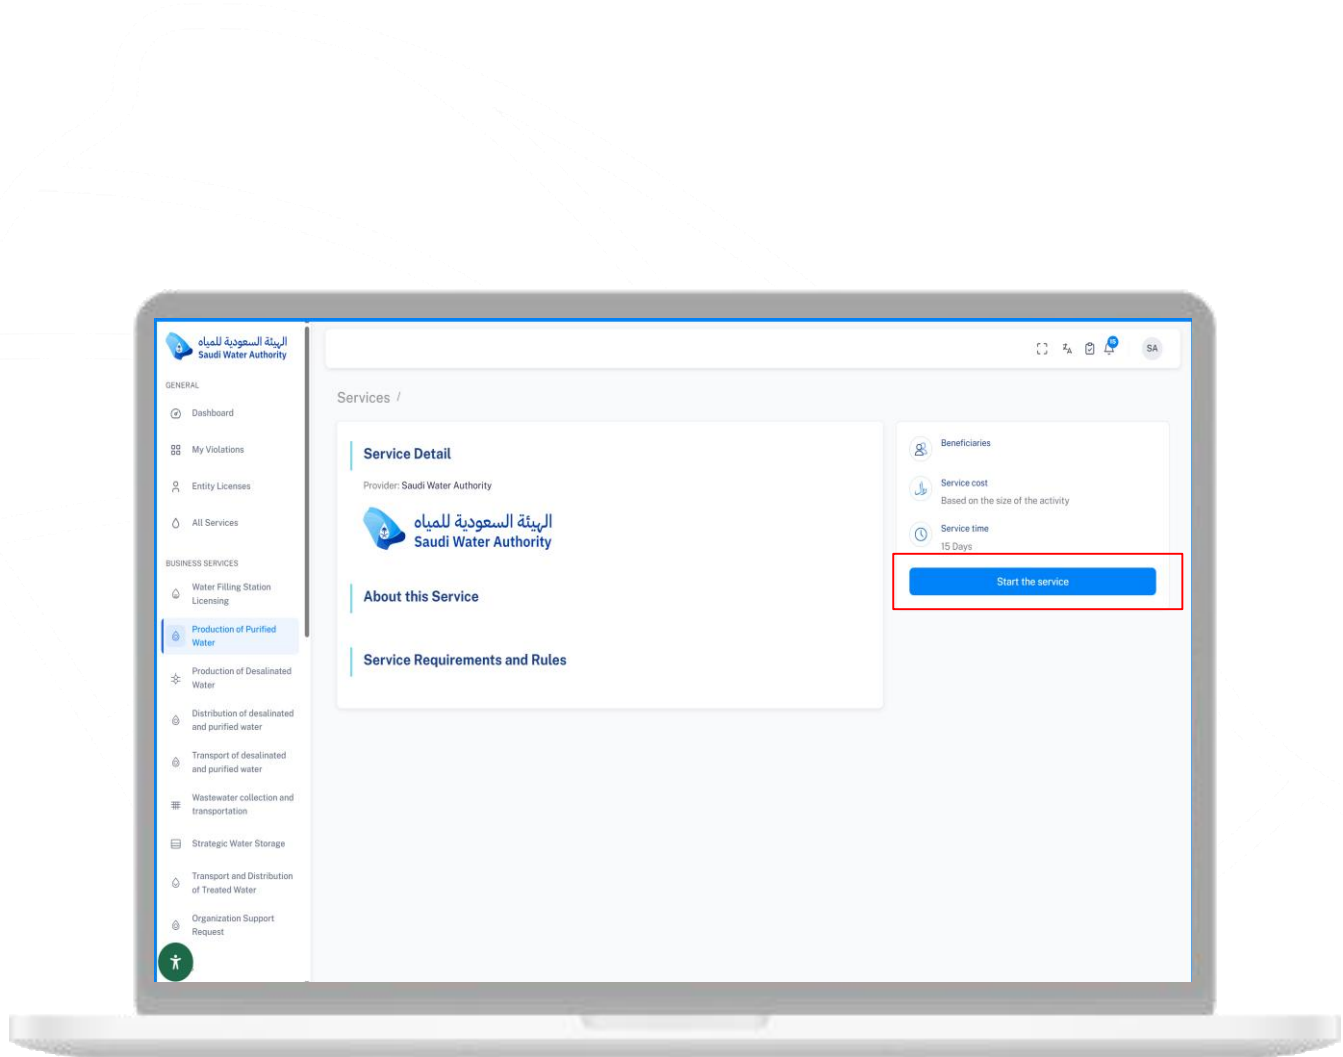 الهيئة السعودية للمياه
Saudi Water Authority
GENERAL
Dashboard
My Violations
Entity Licenses
All Services
BUSINESS SERVICES
Water Filling Station
Licensing
Production of Purified
Water
Production of Desalinated
Water
Distribution of desalinated
and purified water
Transport of desalinated
and purified water
Wastewater collection and
transportation
Strategic Water Storage
Transport and Distribution
of Treated Water
Organization Support
Request
15
SA
Services /
Service Detail
Provider: Saudi Water Authority
الهيئة السعودية للمياه
Saudi Water Authority
About this Service
Service Requirements and Rules
Beneficiaries
Service cost
Based on the size of the activity
Service time
15 Days
Start the service